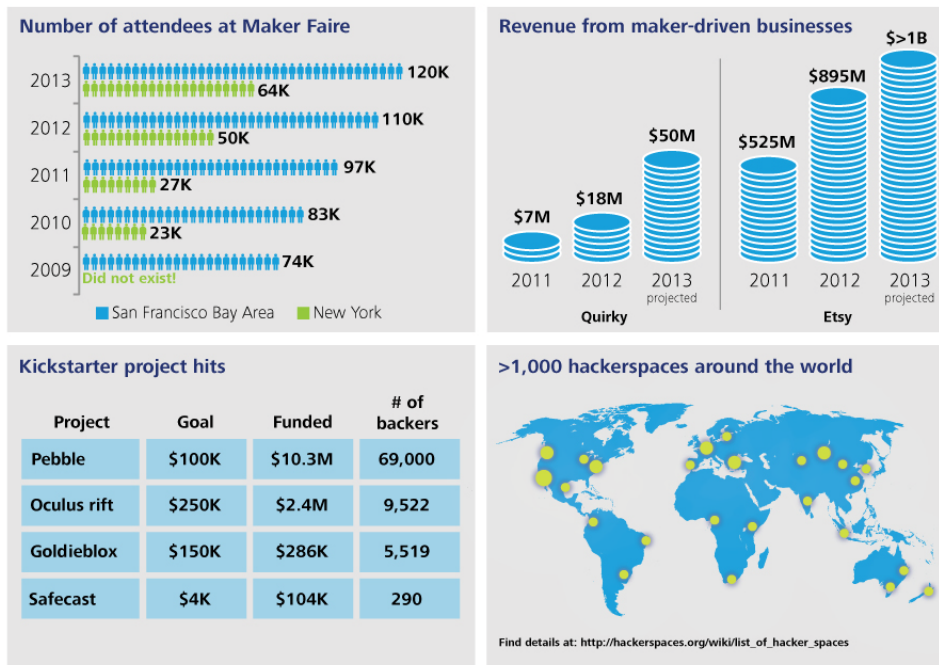 Number of attendees at Maker Faire
2013
120K
64K
2012
110K
50K
2011
97K
27K
2010
83K
23K
2009
74K
Did not exist!
San Francisco Bay Area New York
Revenue from maker-driven businesses
$7M
$18M
$50M
$525M
$895M
$>1B
2011 2012 2013 2011 2012 2013
projected projected
Quirky Etsy
Kickstarter project hits
Project Goal Funded # of backers
Pebble $100K $10.3M 69,000
Oculus rift $250K $2.4M 9,522
Goldieblox $150K $286K 5,519
Safecast $4K $104K 290
>1,000 hackerspaces around the world
Find details at: http://hackerspaces.org/wiki/list_of_hacker_spaces